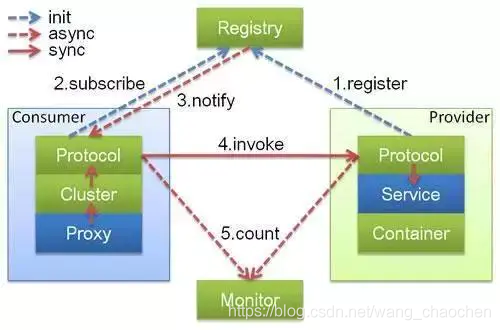 init
async
sync
Registry
2.subscribe
1.register
3.notify
Consumer
Provider
Protocol
4.invoke
Protocol
Cluster
Service
Proxy
5.count
Container
Monitor
https://blog.csdn.net/wang_chaochen